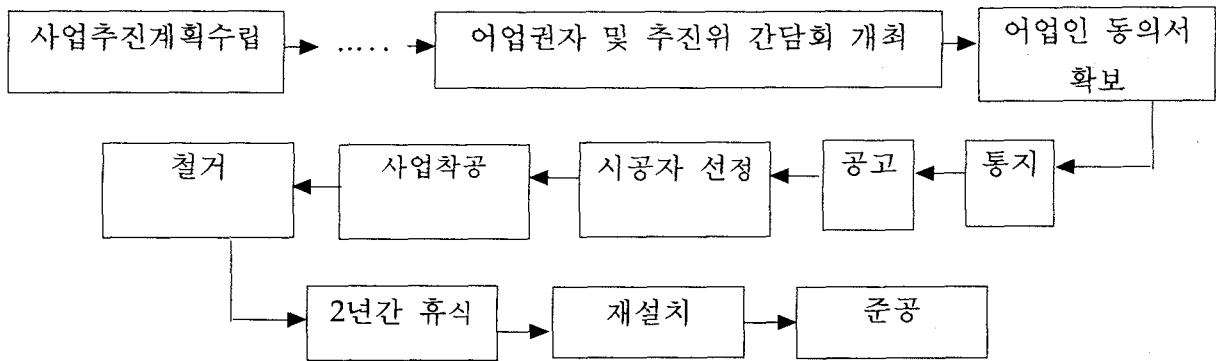 사업추진계획수립
.....
어업권자 및 추진위 간담회 개최
어업인 동의서
확보
통지
공고
시공자 선정
사업착공
철거
2년간 휴식
재설치
준공